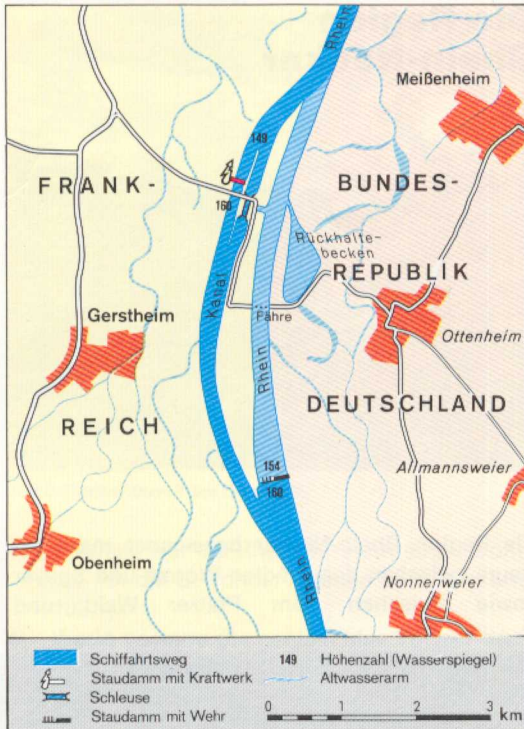 Rhein
Meißenheim
149
FRANK-
BUNDES-
160
Rückhalte-
becken
REPUBLIK
Kanal
Gerstheim
Fähre
Ottenheim
Rhein
REICH
DEUTSCHLAND
154
Allmannsweier
160
Obenheim
Rhein
Nonnenweier
Schiffahrtsweg
149 Höhenzahl (Wasserspiegel)
Staudamm mit Kraftwerk
Altwasserarm
Schleuse
Staudamm mit Wehr
0 1 2 3 km